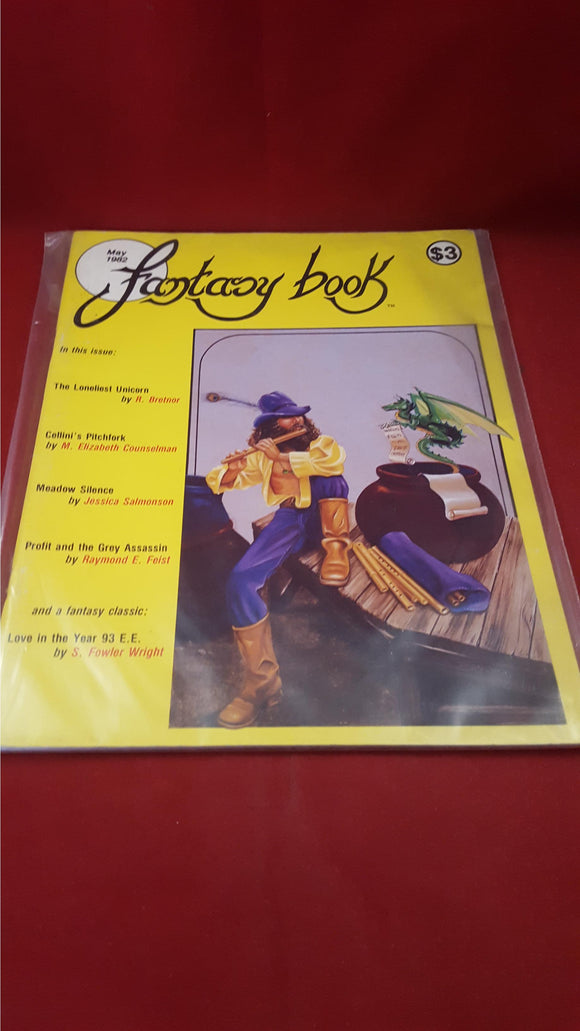 May
1982
fantasy book
TM
$3
In this issue:
The Loneliest Unicorn
by R. Bretnor
Cellini's Pitchfork
by M. Elizabeth Counselman
Meadow Silence
by Jessica Salmonson
Profit and the Grey Assassin
by Raymond E. Feist
and a fantasy classic:
Love in the Year 93 E.E.
by S. Fowler Wright